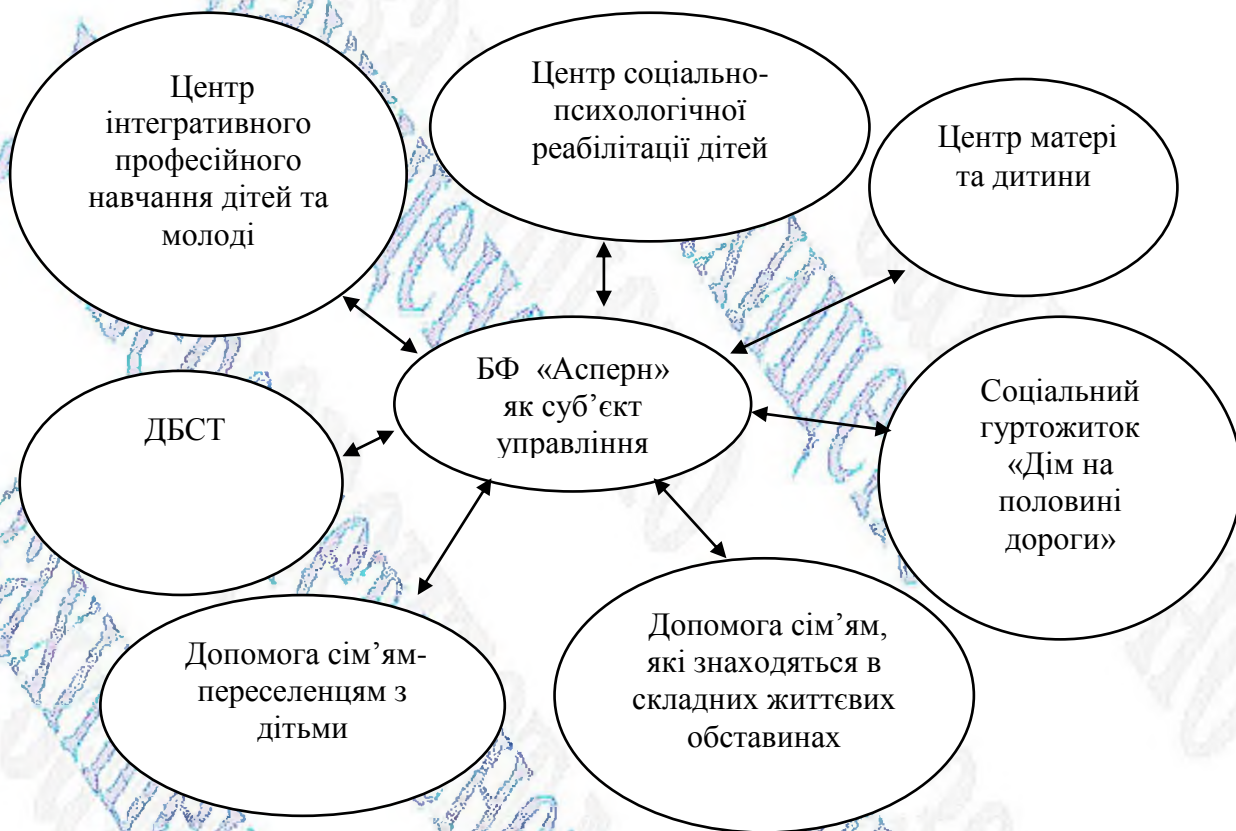 Центр
інтегративного
професійного
навчання дітей та
молоді
Центр соціально-
психологічної
реабілітації дітей
Центр матері
та дитини
БФ «Асперн»
як суб’єкт
управління
Соціальний
гуртожиток
«Дім на
половині
дороги»
ДБСТ
Допомога сім’ям-
переселенцям з
дітьми
Допомога сім’ям,
які знаходяться в
складних життєвих
обставинах